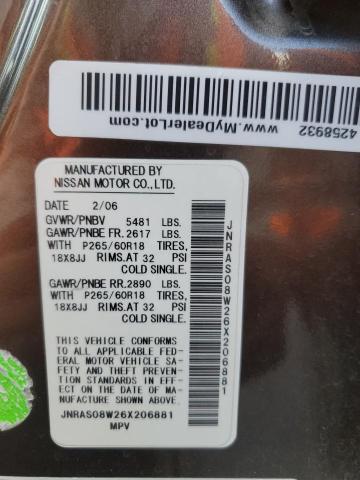 4258932
www.MyDealerLot.com
MANUFACTURED BY
NISSAN MOTOR CO., LTD.
DATE 2/06
GVWR/PNBV 5481 LBS.
GAWR/PNBE FR. 2617 LBS.
WITH P265/60R18 TIRES,
18X8JJ RIMS. AT 32 PSI
COLD SINGLE.
GAWR/PNBE RR. 2890 LBS.
WITH P265/60R18 TIRES,
18X8JJ RIMS. AT 32 PSI
COLD SINGLE.
THIS VEHICLE CONFORMS
TO ALL APPLICABLE FED-
ERAL MOTOR VEHICLE SA-
FETY AND THEFT PREVEN-
TION STANDARDS IN EFF-
ECT ON THE DATE OF MAN-
UFACTURE SHOWN ABOVE.
JNRAS08W26X206881
MPV
JNRAS08W26X206881